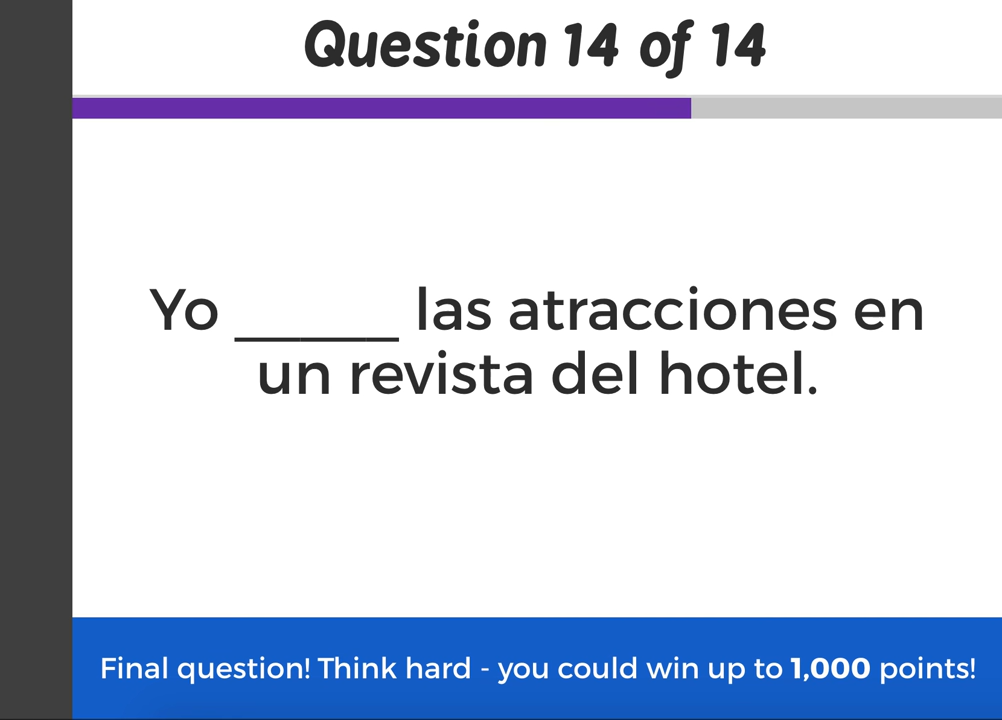 Question 14 of 14
Yo ______ las atracciones en
un revista del hotel.
Final question! Think hard - you could win up to 1,000 points!